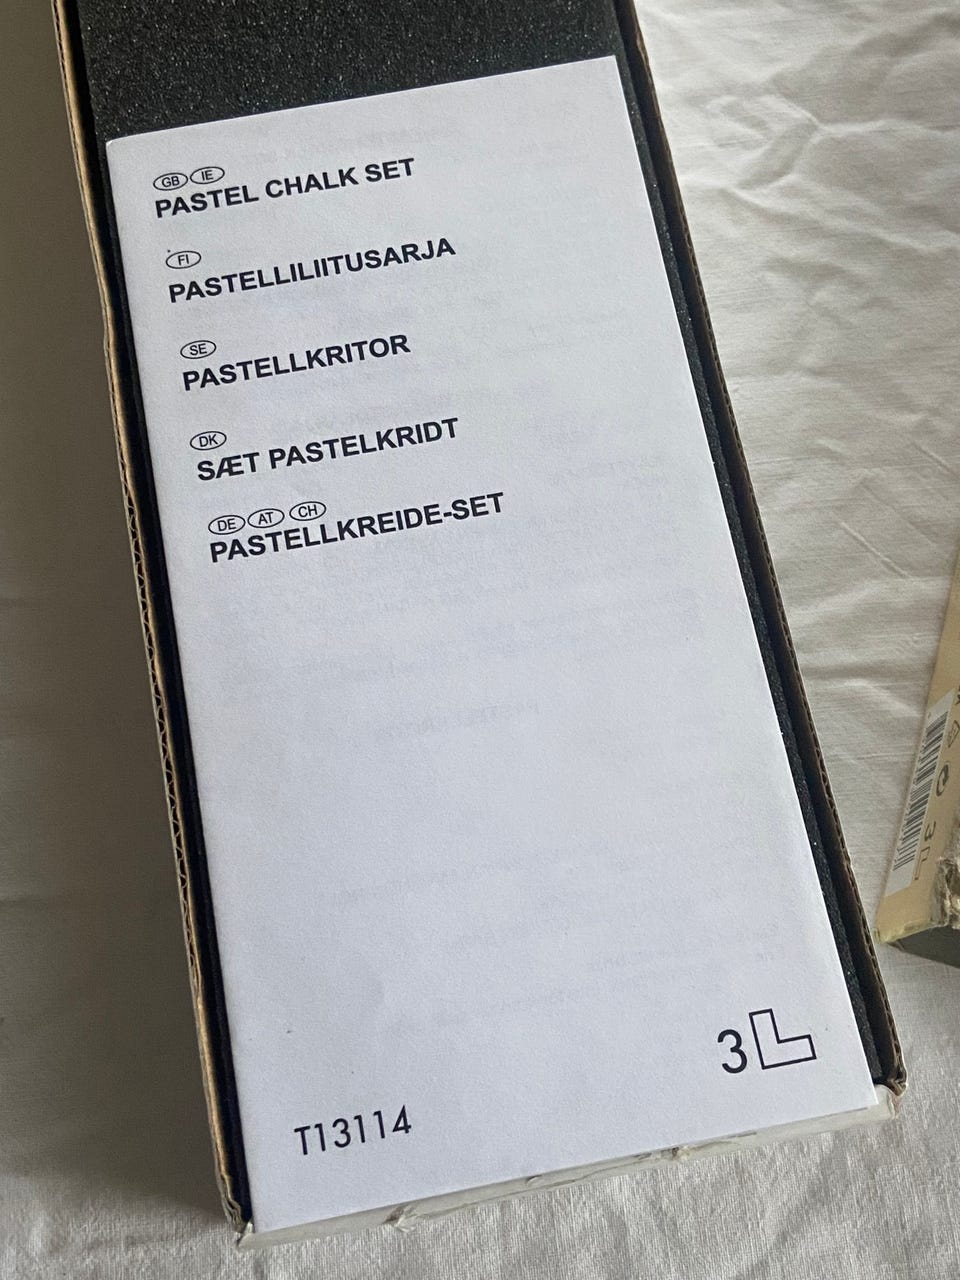 GB IE
PASTEL CHALK SET
FI
PASTELLILIITUSARJA
SE
PASTELLKRITOR
DK
SÆT PASTELKRIDT
DE AT CH
PASTELLKREIDE-SET
3
T13114
3